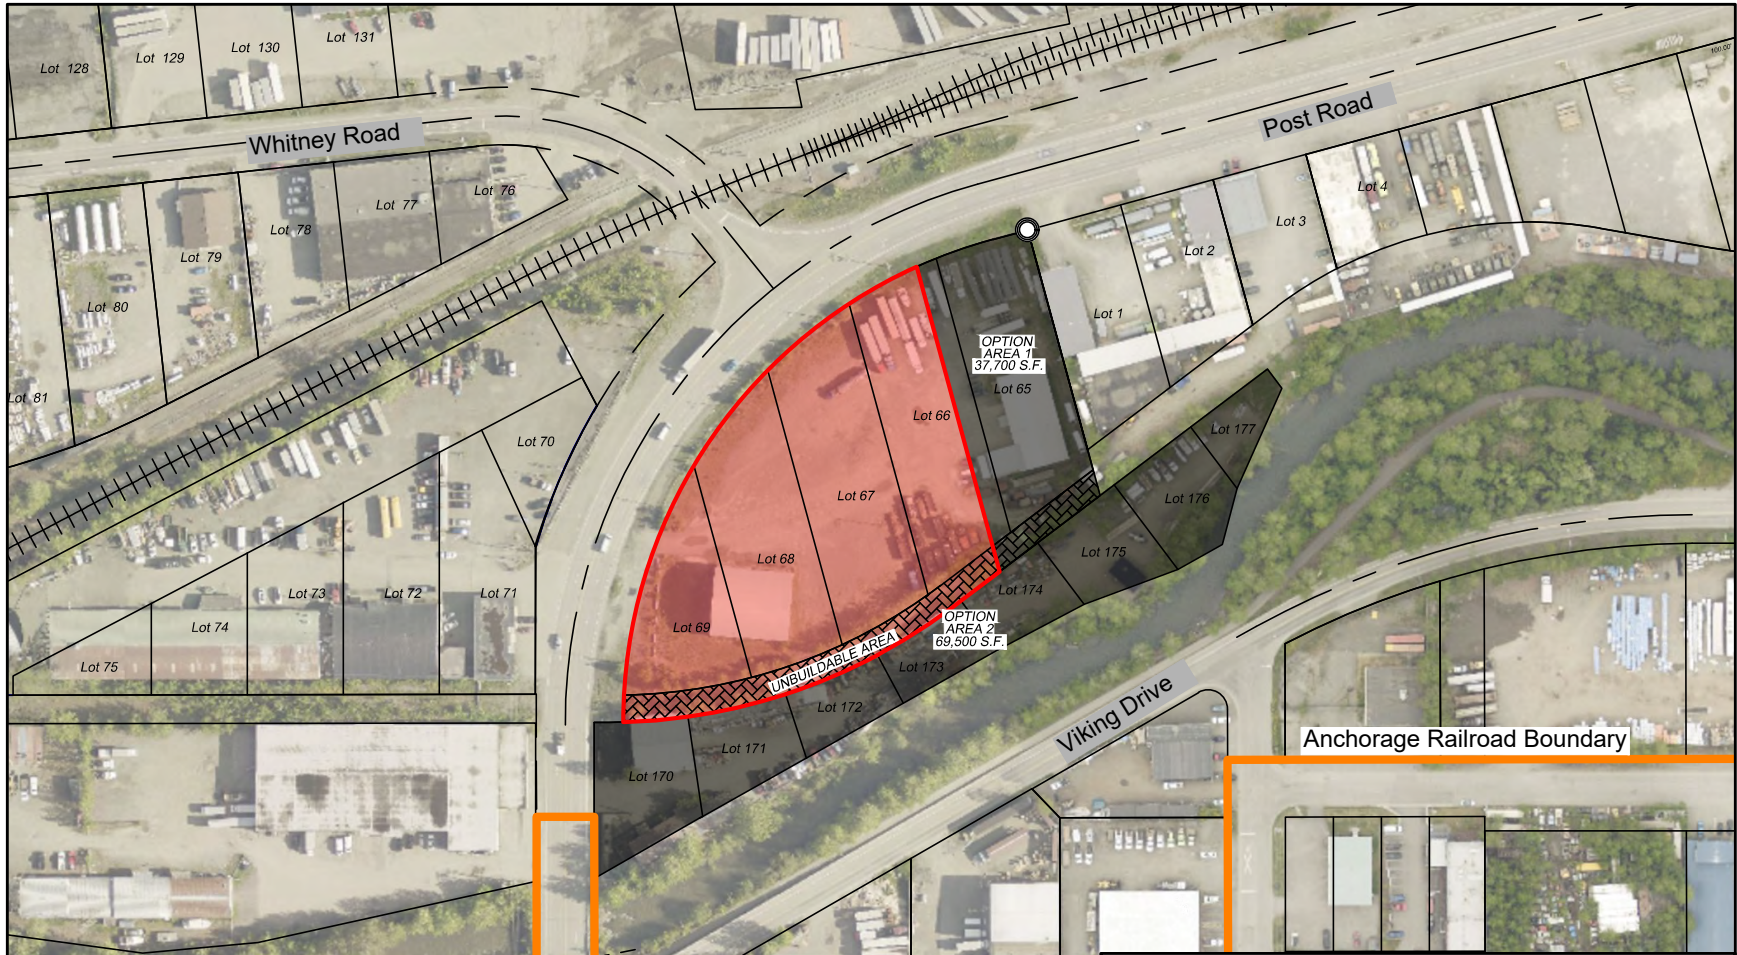 Lot 128
Lot 129
Lot 130
Lot 131
100.00'
Whitney Road
Post Road
Lot 76
Lot 77
Lot 78
Lot 79
Lot 80
Lot 81
Lot 4
Lot 3
Lot 2
Lot 1
OPTION
AREA 1
37,700 S.F.
Lot 65
Lot 66
Lot 67
Lot 68
Lot 69
Lot 70
Lot 71
Lot 72
Lot 73
Lot 74
Lot 75
Lot 177
Lot 176
Lot 175
Lot 174
OPTION
AREA 2
69,500 S.F.
UNBUILDABLE AREA
Lot 173
Lot 172
Lot 171
Lot 170
Viking Drive
Anchorage Railroad Boundary